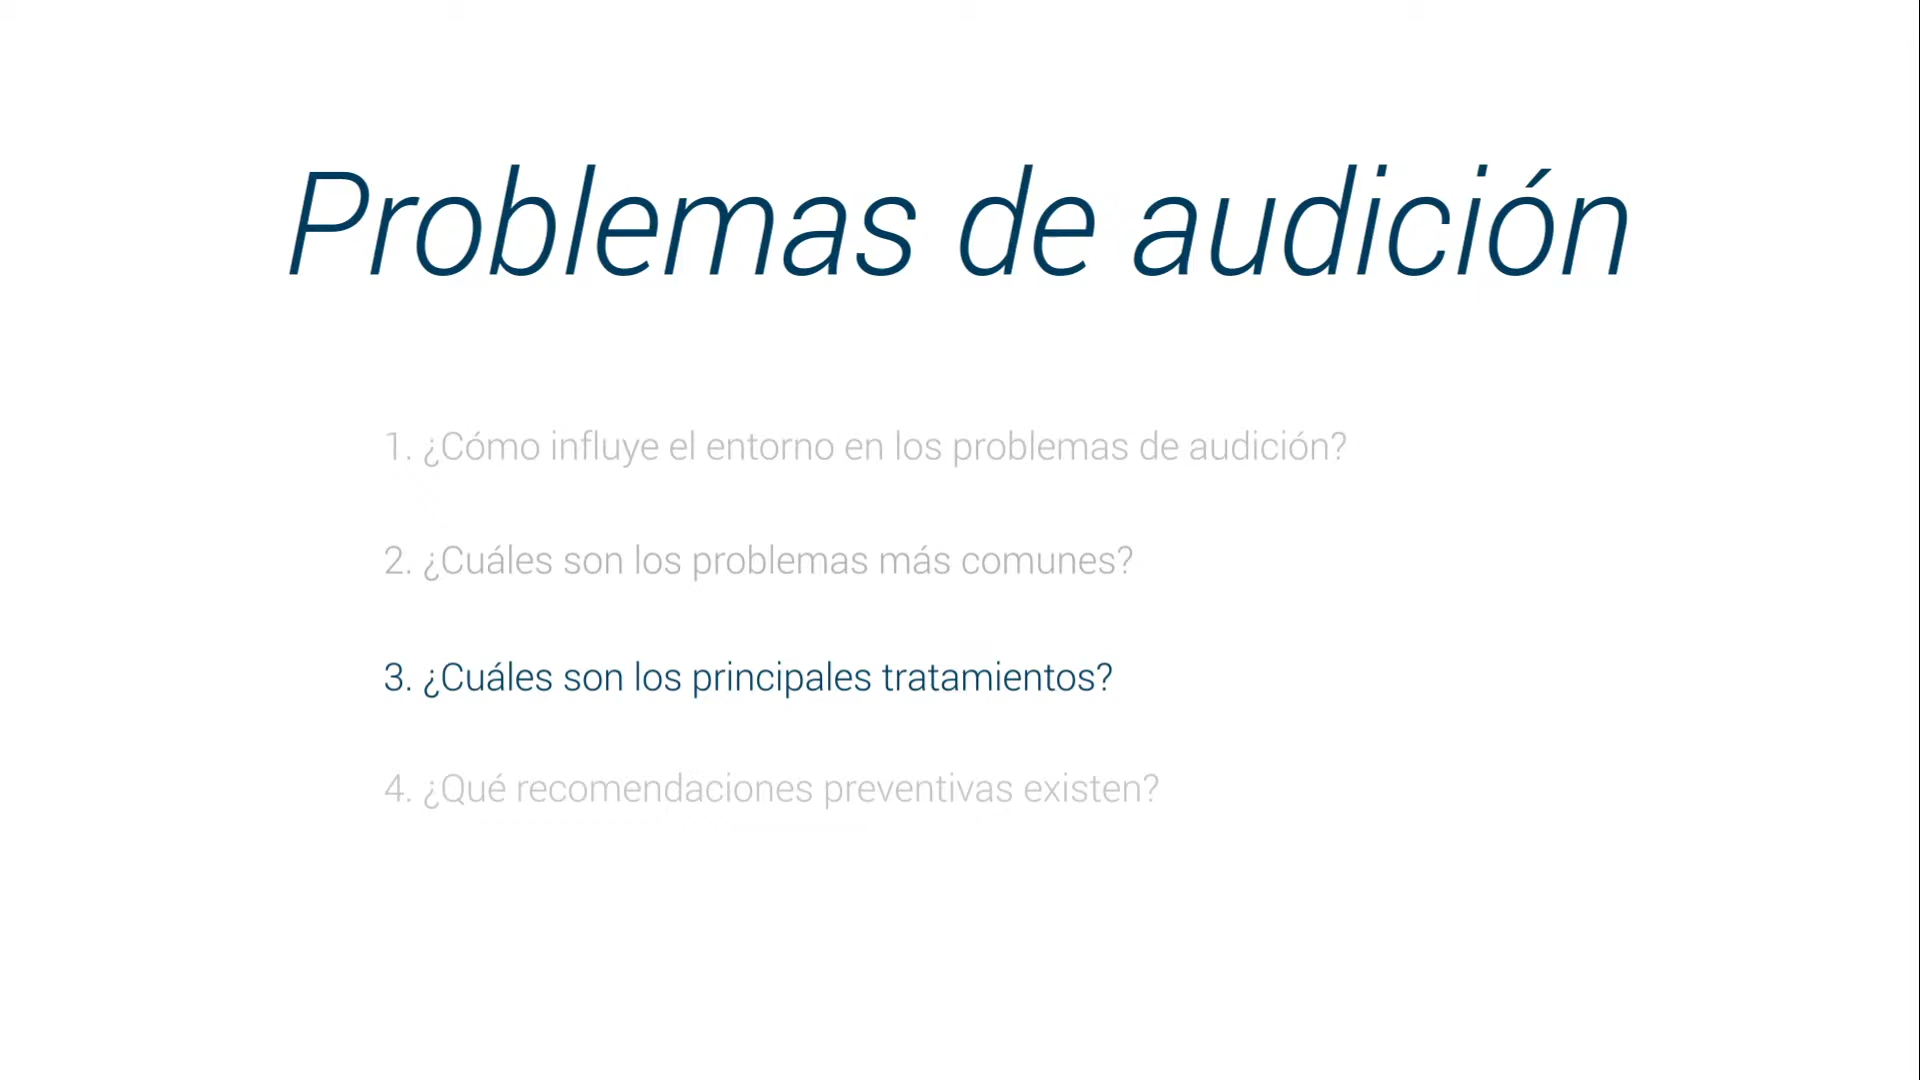 Problemas de audición
1. ¿Cómo influye el entorno en los problemas de audición?
2. ¿Cuáles son los problemas más comunes?
3. ¿Cuáles son los principales tratamientos?
4. ¿Qué recomendaciones preventivas existen?